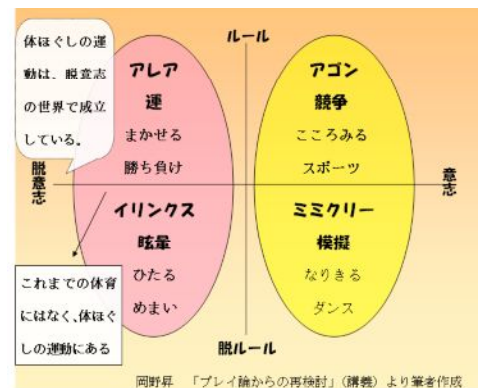 体ほぐしの運
動は、脱意志
の世界で成立
している。
ルール
アレア
運
まかせる
勝ち負け
アゴン
競争
こころみる
スポーツ
脱意志
意志
イリンクス
眩暈
ひたる
めまい
ミミクリー
模擬
なりきる
ダンス
これまでの体育
にはなく、体ほぐ
しの運動にある
脱ルール
岡野昇 「プレイ論からの再検討」(講義)より筆者作成